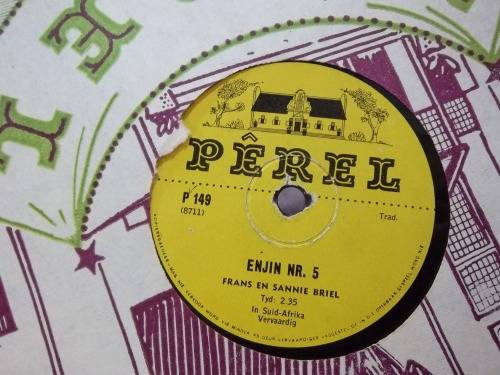 PÊREL
P 149
(8711)
Trad.
ENJIN NR. 5
FRANS EN SANNIE BRIEL
Tyd: 2.35
In Suid-Afrika
Vervaardig